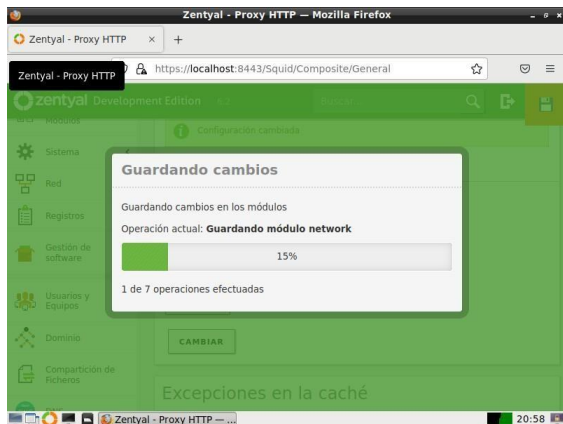 Zentyal - Proxy HTTP — Mozilla Firefox
Zentyal - Proxy HTTP × +
Zentyal - Proxy HTTP
https://localhost:8443/Squid/Composite/General
zentyal Development Edition 6.2 Buscar
Módulos
Configuración cambiada
Sistema
Red
Registros
Gestión de software
Usuarios y Equipos
Dominio
Compartición de Ficheros
Guardando cambios
Guardando cambios en los módulos
Operación actual: Guardando módulo network
15%
1 de 7 operaciones efectuadas
CAMBIAR
Excepciones en la caché
Zentyal - Proxy HTTP — ...
20:58